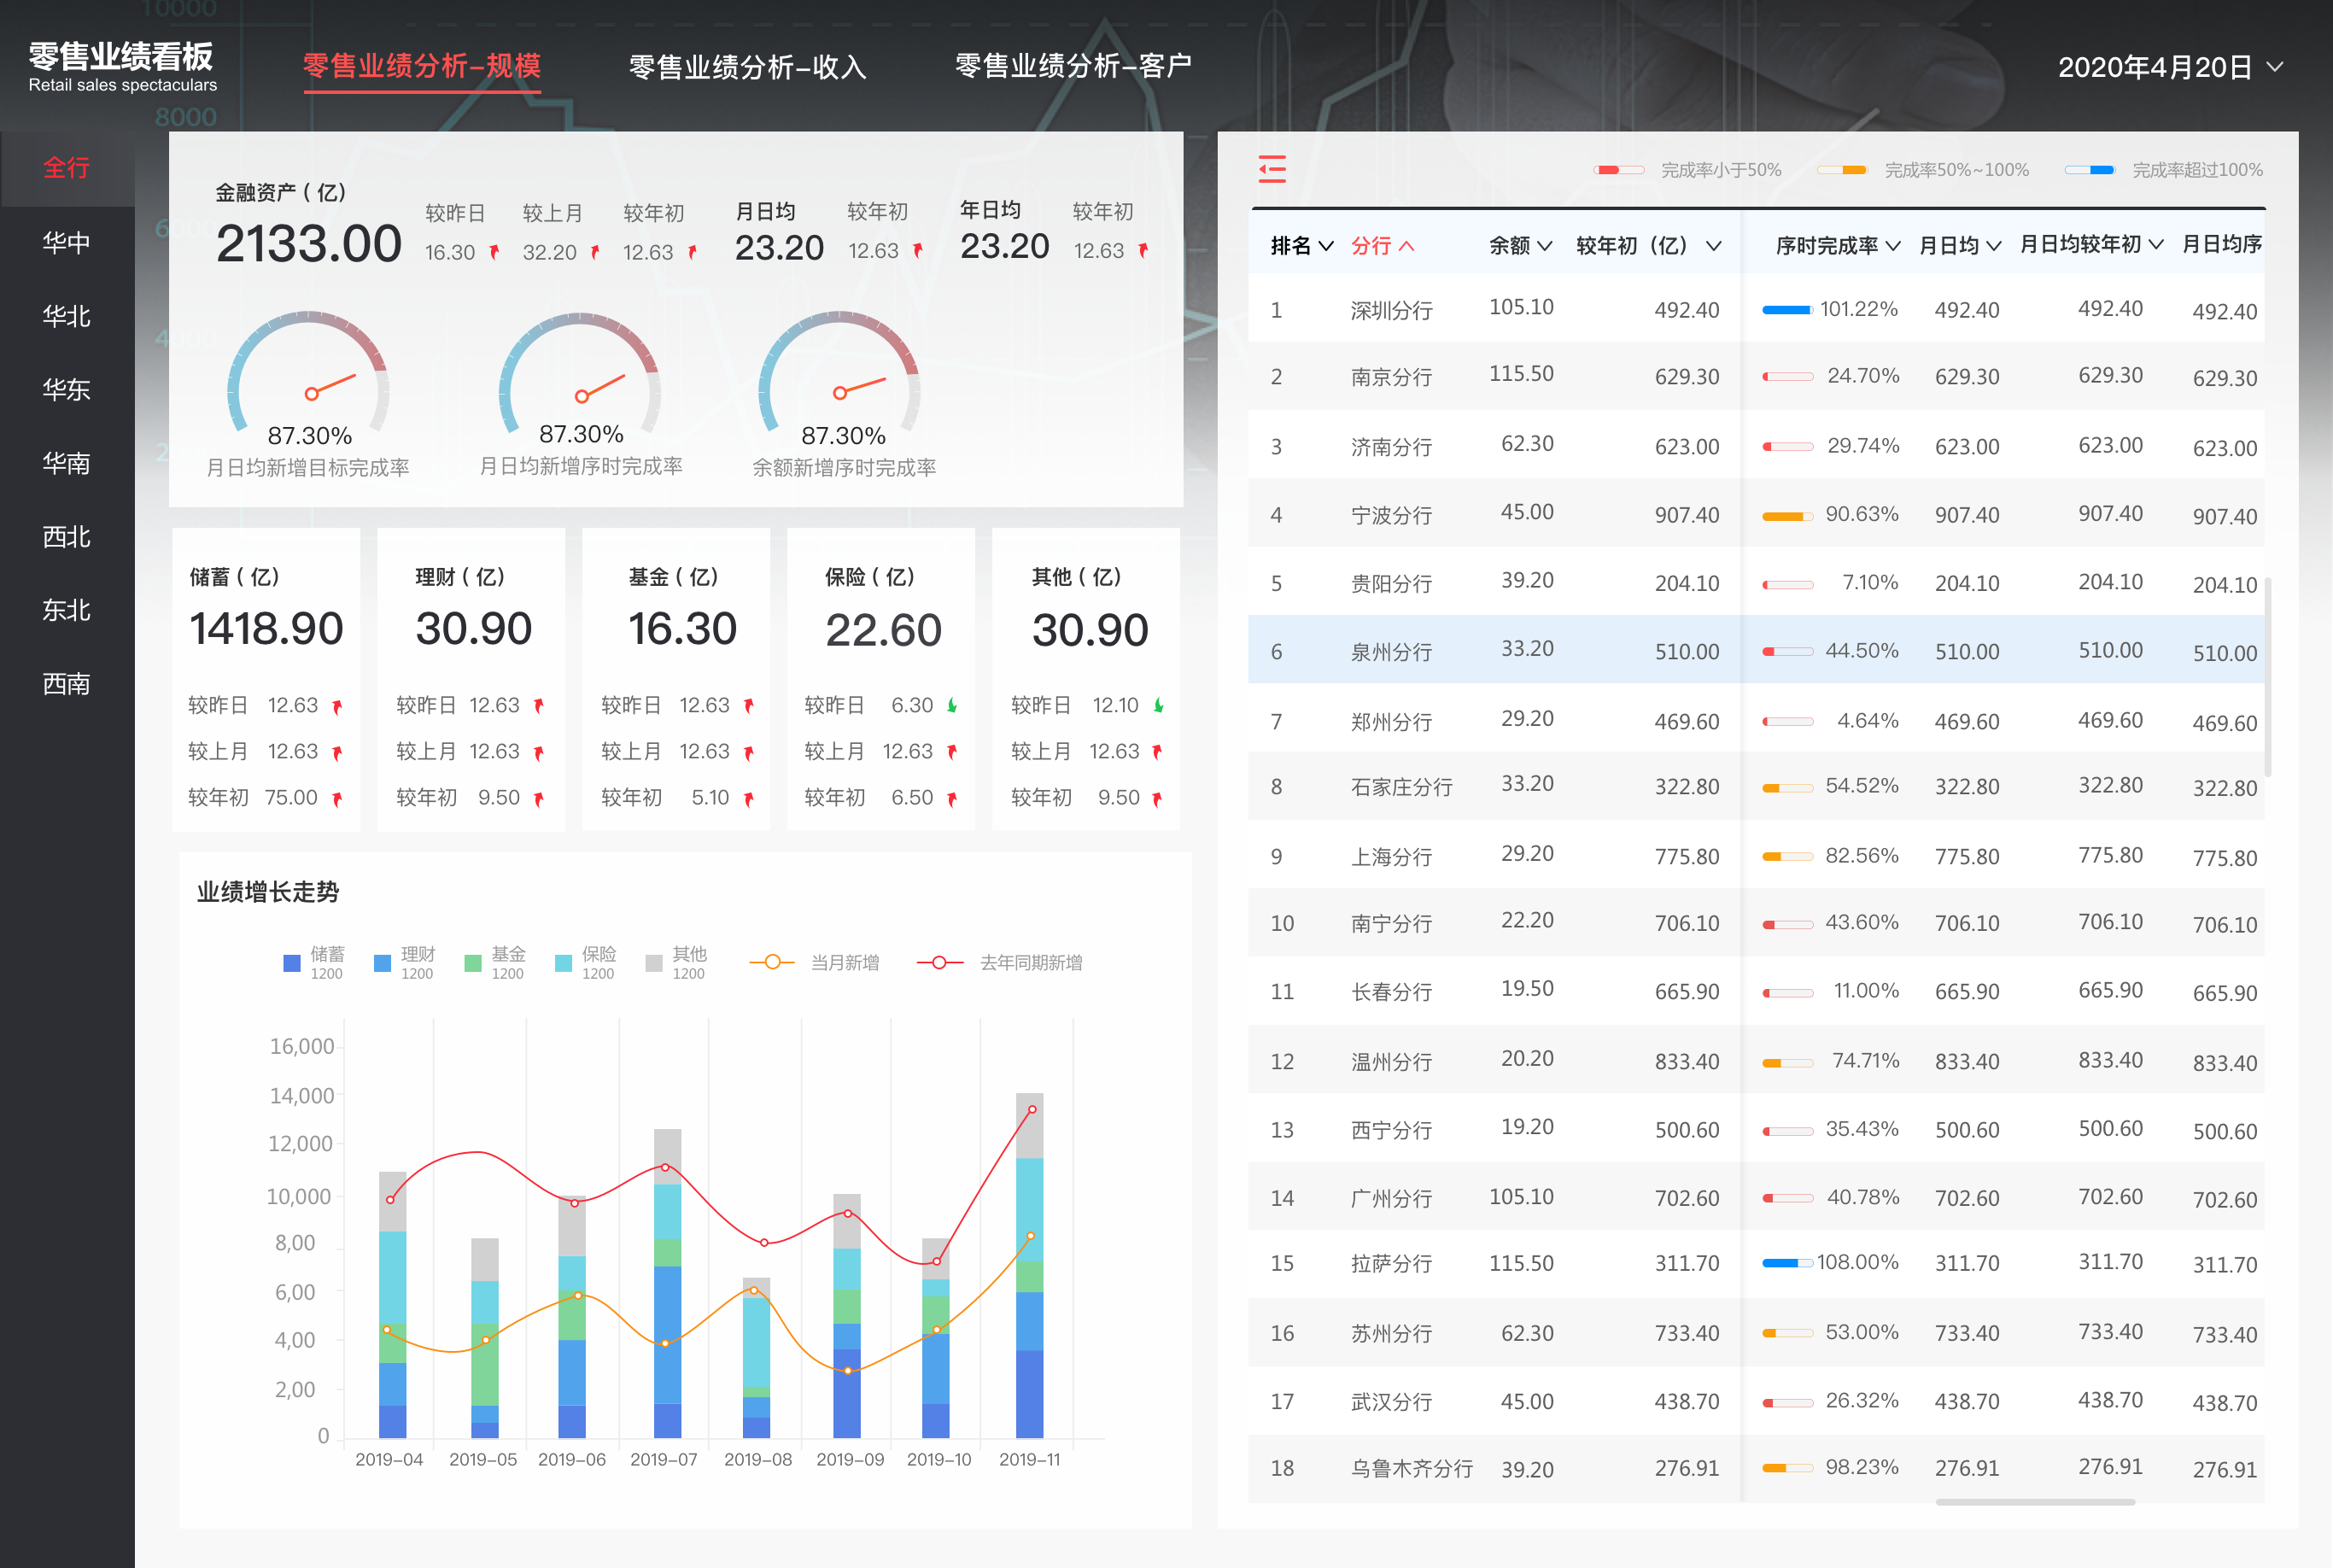 零售业绩看板
Retail sales spectaculars
零售业绩分析-规模
零售业绩分析-收入
零售业绩分析-客户
2020年4月20日
10000
8000
全行
华中
华北
华东
华南
西北
东北
西南
金融资产（亿）
2133.00
较昨日 较上月 较年初
16.30 32.20 12.63
月日均 较年初
23.20 12.63
年日均 较年初
23.20 12.63
87.30% 87.30% 87.30%
月日均新增目标完成率 月日均新增序时完成率 余额新增序时完成率
储蓄（亿）
1418.90
较昨日 12.63
较上月 12.63
较年初 75.00
理财（亿）
30.90
较昨日 12.63
较上月 12.63
较年初 9.50
基金（亿）
16.30
较昨日 12.63
较上月 12.63
较年初 5.10
保险（亿）
22.60
较昨日 6.30
较上月 12.63
较年初 6.50
其他（亿）
30.90
较昨日 12.10
较上月 12.63
较年初 9.50
业绩增长走势
储蓄 理财 基金 保险 其他 当月新增 去年同期新增
1200 1200 1200 1200 1200
16,000
14,000
12,000
10,000
8,00
6,00
4,00
2,00
0
2019-04 2019-05 2019-06 2019-07 2019-08 2019-09 2019-10 2019-11
完成率小于50% 完成率50%~100% 完成率超过100%
排名 分行 余额 较年初（亿） 序时完成率 月日均 月日均较年初 月日均序
1 深圳分行 105.10 492.40 101.22% 492.40 492.40 492.40
2 南京分行 115.50 629.30 24.70% 629.30 629.30 629.30
3 济南分行 62.30 623.00 29.74% 623.00 623.00 623.00
4 宁波分行 45.00 907.40 90.63% 907.40 907.40 907.40
5 贵阳分行 39.20 204.10 7.10% 204.10 204.10 204.10
6 泉州分行 33.20 510.00 44.50% 510.00 510.00 510.00
7 郑州分行 29.20 469.60 4.64% 469.60 469.60 469.60
8 石家庄分行 33.20 322.80 54.52% 322.80 322.80 322.80
9 上海分行 29.20 775.80 82.56% 775.80 775.80 775.80
10 南宁分行 22.20 706.10 43.60% 706.10 706.10 706.10
11 长春分行 19.50 665.90 11.00% 665.90 665.90 665.90
12 温州分行 20.20 833.40 74.71% 833.40 833.40 833.40
13 西宁分行 19.20 500.60 35.43% 500.60 500.60 500.60
14 广州分行 105.10 702.60 40.78% 702.60 702.60 702.60
15 拉萨分行 115.50 311.70 108.00% 311.70 311.70 311.70
16 苏州分行 62.30 733.40 53.00% 733.40 733.40 733.40
17 武汉分行 45.00 438.70 26.32% 438.70 438.70 438.70
18 乌鲁木齐分行 39.20 276.91 98.23% 276.91 276.91 276.91